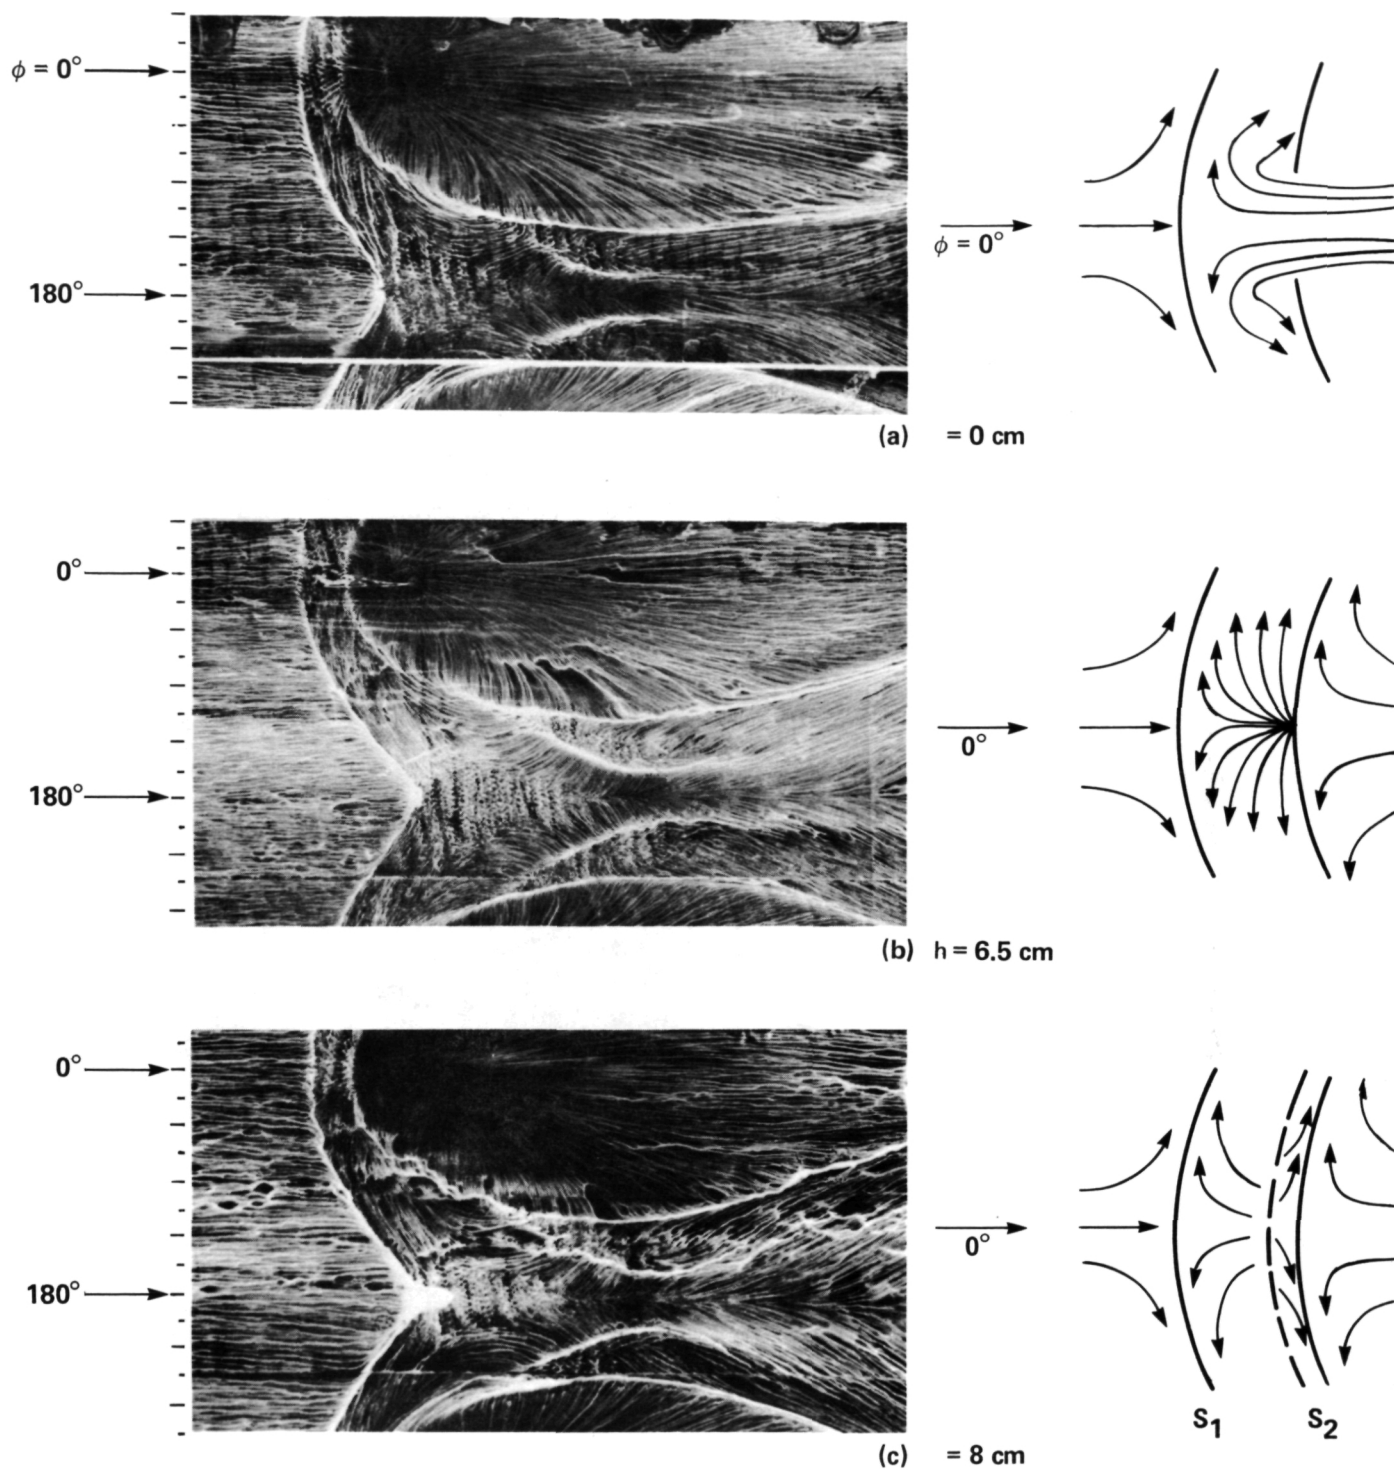 ϕ = 0°
180°
ϕ = 0°
(a) = 0 cm
0°
180°
0°
(b) h = 6.5 cm
0°
180°
0°
S1 S2
(c) = 8 cm